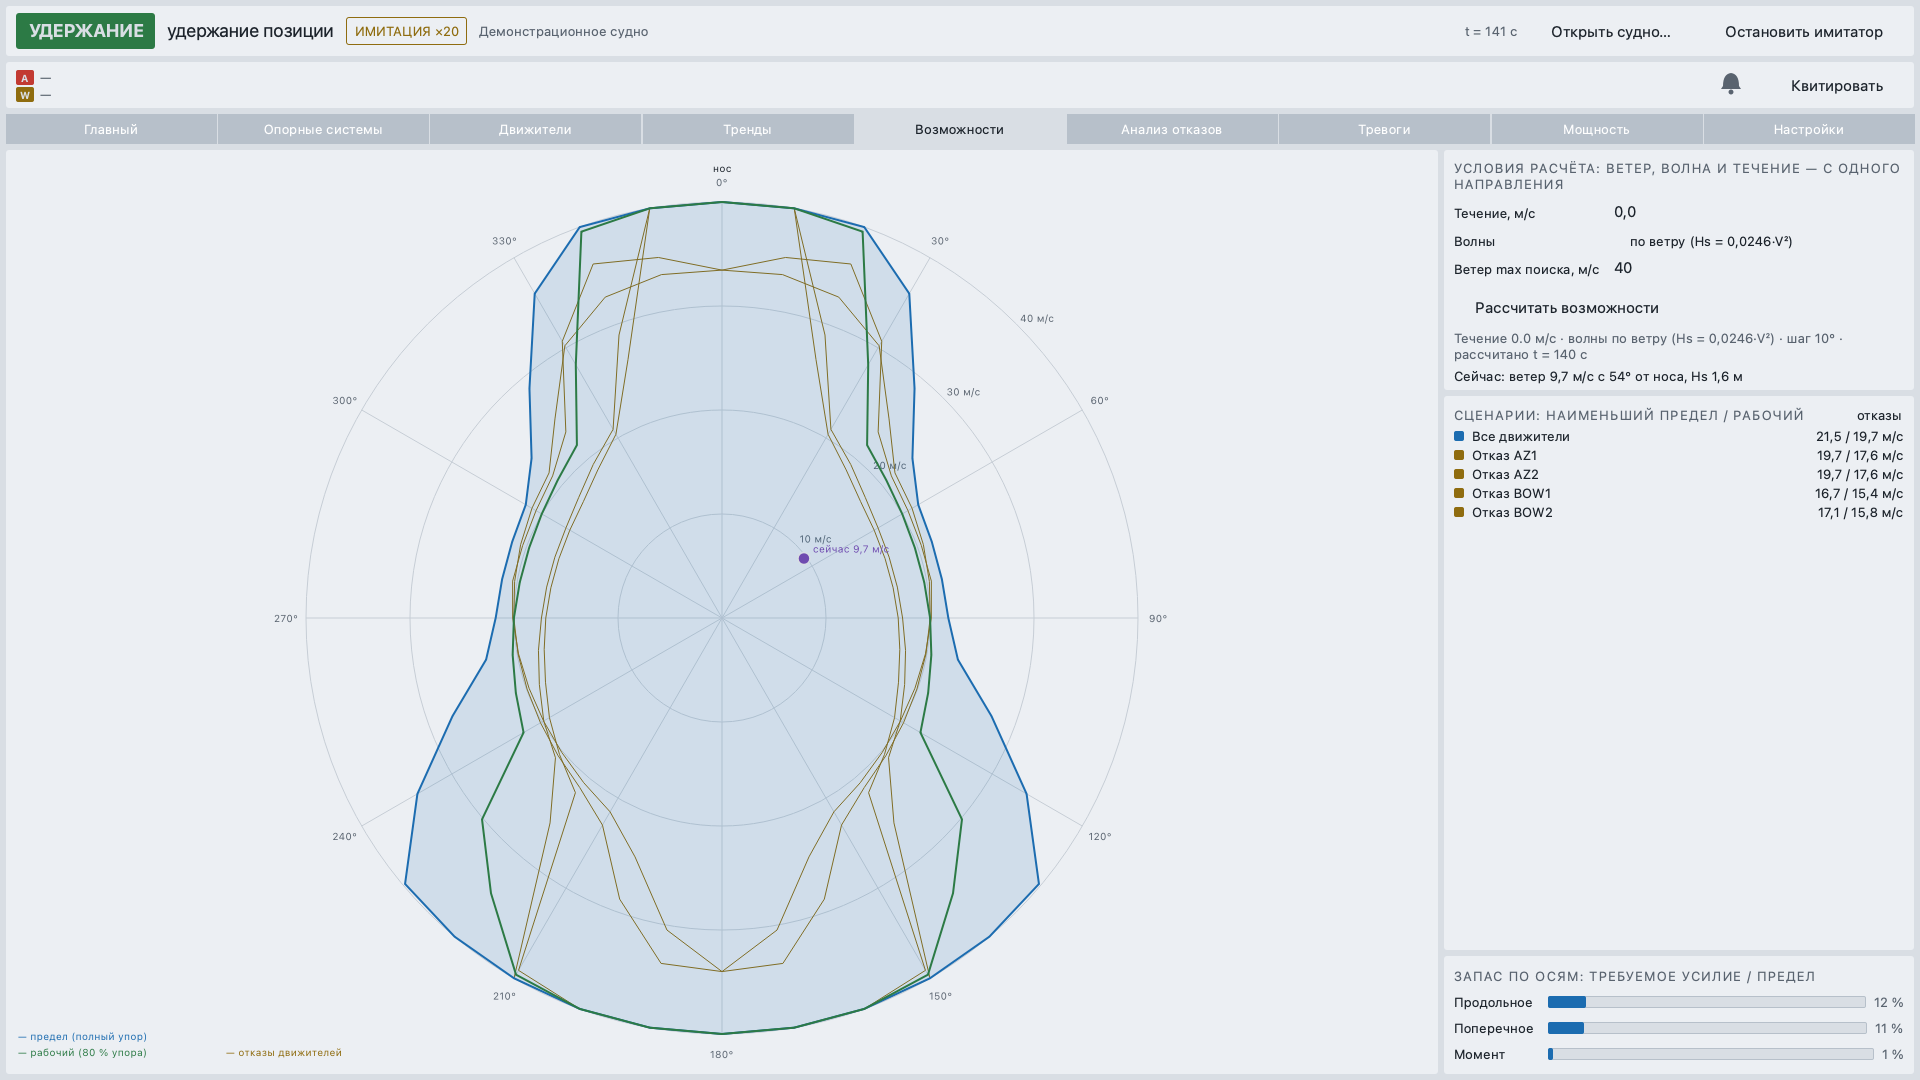 УДЕРЖАНИЕ удержание позиции ИМИТАЦИЯ ×20 Демонстрационное судно t = 141 с Открыть судно... Остановить имитатор
A —
W —
Квитировать
Главный Опорные системы Движители Тренды Возможности Анализ отказов Тревоги Мощность Настройки
нос
0°
330° 30°
40 м/с
30 м/с
300° 60°
20 м/с
10 м/с
сейчас 9,7 м/с
270° 90°
240° 120°
210° 150°
180°
— предел (полный упор)
— рабочий (80 % упора) — отказы движителей
УСЛОВИЯ РАСЧЁТА: ВЕТЕР, ВОЛНА И ТЕЧЕНИЕ — С ОДНОГО
НАПРАВЛЕНИЯ
Течение, м/с 0,0
Волны по ветру (Hs = 0,0246·V²)
Ветер max поиска, м/с 40
Рассчитать возможности
Течение 0.0 м/с · волны по ветру (Hs = 0,0246·V²) · шаг 10° ·
рассчитано t = 140 с
Сейчас: ветер 9,7 м/с с 54° от носа, Hs 1,6 м
СЦЕНАРИИ: НАИМЕНЬШИЙ ПРЕДЕЛ / РАБОЧИЙ отказы
Все движители 21,5 / 19,7 м/с
Отказ AZ1 19,7 / 17,6 м/с
Отказ AZ2 19,7 / 17,6 м/с
Отказ BOW1 16,7 / 15,4 м/с
Отказ BOW2 17,1 / 15,8 м/с
ЗАПАС ПО ОСЯМ: ТРЕБУЕМОЕ УСИЛИЕ / ПРЕДЕЛ
Продольное 12 %
Поперечное 11 %
Момент 1 %